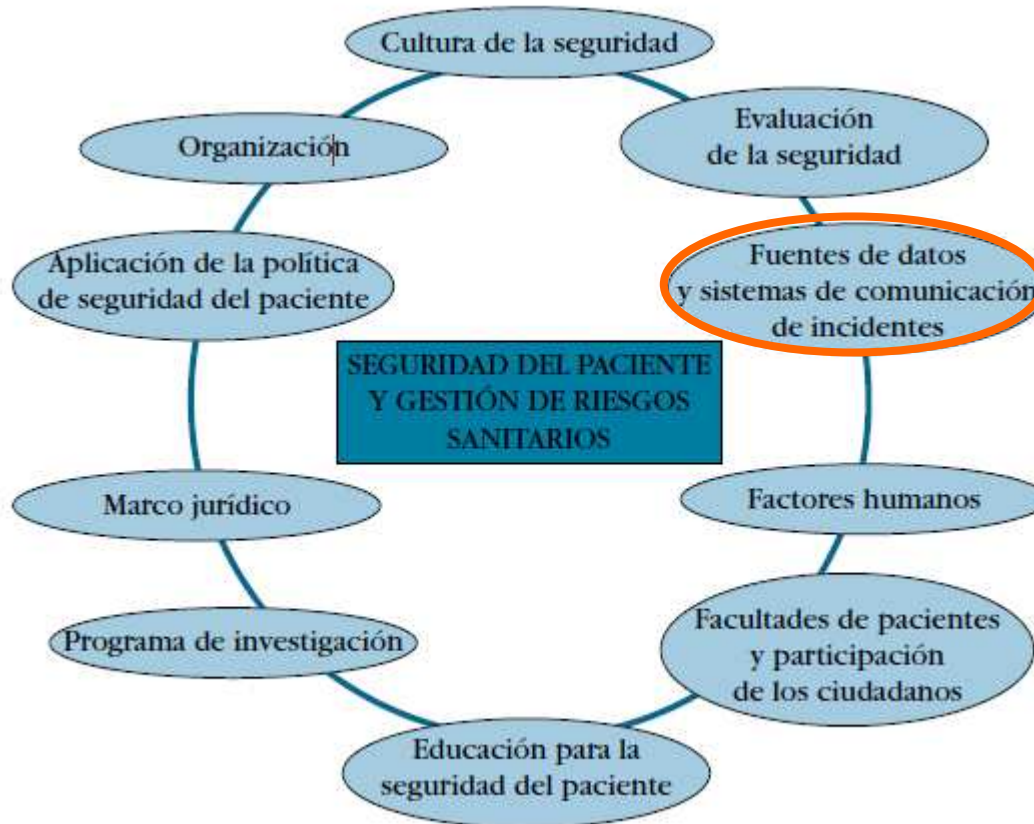 Cultura de la seguridad
Evaluación
de la seguridad
Fuentes de datos
y sistemas de comunicación
de incidentes
Factores humanos
Facultades de pacientes
y participación
de los ciudadanos
Educación para la
seguridad del paciente
Programa de investigación
Marco jurídico
Aplicación de la política
de seguridad del paciente
Organización
SEGURIDAD DEL PACIENTE
Y GESTIÓN DE RIESGOS
SANITARIOS